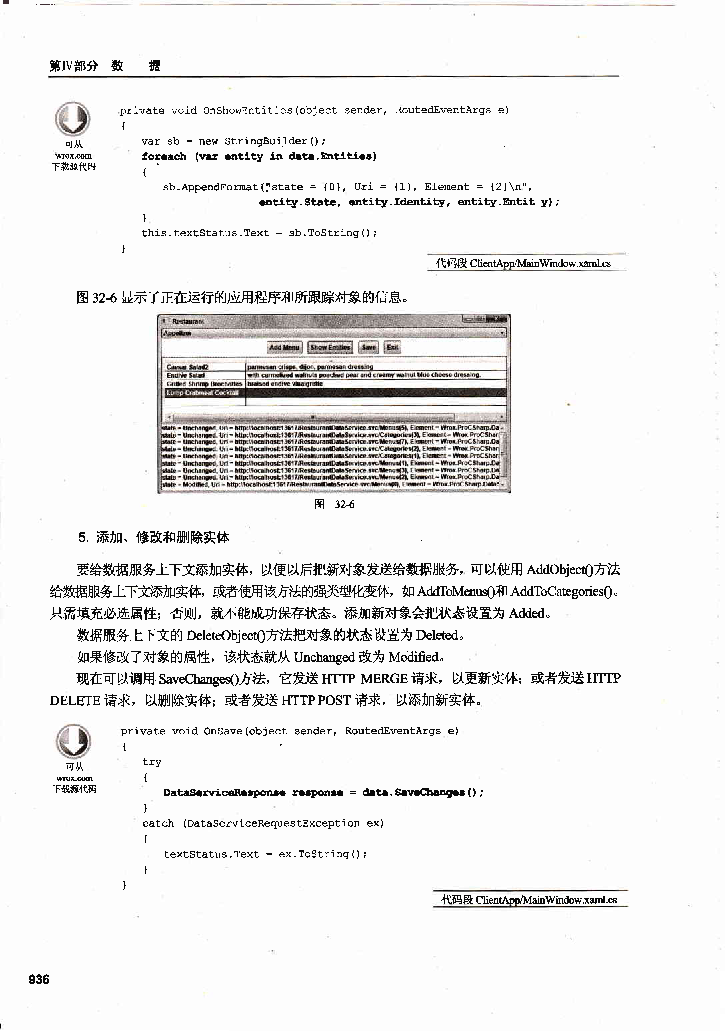 第IV部分 数 据
private void OnShowEntities(object sender, RoutedEventArgs e)
{
可从
wrox.com
下载源代码
var sb = new StringBuilder();
foreach (var entity in data.Entities)
{
sb.AppendFormat("state = {0}, Uri = {1}, Element = {2}\n",
entity.State, entity.Identity, entity.Entit y);
}
this.textStatus.Text = sb.ToString();
}
代码段 ClientApp/MainWindow.xaml.cs
图 32-6 显示了正在运行的应用程序和所跟踪对象的信息。
Restaurant
Appetizers
Add Menu Show Entities Save Exit
Caesar Salad2 parmesan crisps, dijon, parmesan dressing
Endive Salad with carmelized walnuts poached pear and creamy walnut blue cheese dressing.
Grilled Shrimp Brochettes braised endive vinaigrette
Lump Crabmeat Cocktail
state = Unchanged, Uri = http://localhost:13617/RestaurantDataService.svc/Menus(5), Element = Wrox.ProCSharp.Da
state = Unchanged, Uri = http://localhost:13617/RestaurantDataService.svc/Categories(3), Element = Wrox.ProCShar
state = Unchanged, Uri = http://localhost:13617/RestaurantDataService.svc/Menus(7), Element = Wrox.ProCSharp.Da
state = Unchanged, Uri = http://localhost:13617/RestaurantDataService.svc/Categories(2), Element = Wrox.ProCShar
state = Unchanged, Uri = http://localhost:13617/RestaurantDataService.svc/Categories(1), Element = Wrox.ProCShar
state = Unchanged, Uri = http://localhost:13617/RestaurantDataService.svc/Menus(1), Element = Wrox.ProCSharp.Da
state = Unchanged, Uri = http://localhost:13617/RestaurantDataService.svc/Menus(3), Element = Wrox.ProCSharp.Da
state = Unchanged, Uri = http://localhost:13617/RestaurantDataService.svc/Menus(2), Element = Wrox.ProCSharp.Da
state = Modified, Uri = http://localhost:13617/RestaurantDataService.svc/Menus(4), Element = Wrox.ProCSharp.Data
图 32-6
5. 添加、修改和删除实体
要给数据服务上下文添加实体，以便以后把新对象发送给数据服务，可以使用 AddObject()方法
给数据服务上下文添加实体，或者使用该方法的强类型化变体，如 AddToMenus()和 AddToCategories()。
只需填充必选属性；否则，就不能成功保存状态。添加新对象会把状态设置为 Added。
数据服务上下文的 DeleteObject()方法把对象的状态设置为 Deleted。
如果修改了对象的属性，该状态就从 Unchanged 改为 Modified。
现在可以调用 SaveChanges()方法，它发送 HTTP MERGE 请求，以更新实体；或者发送 HTTP
DELETE 请求，以删除实体；或者发送 HTTP POST 请求，以添加新实体。
private void OnSave(object sender, RoutedEventArgs e)
{
可从
wrox.com
下载源代码
try
{
DataServiceResponse response = data.SaveChanges();
}
catch (DataServiceRequestException ex)
{
textStatus.Text = ex.ToString();
}
}
代码段 ClientApp/MainWindow.xaml.cs
936